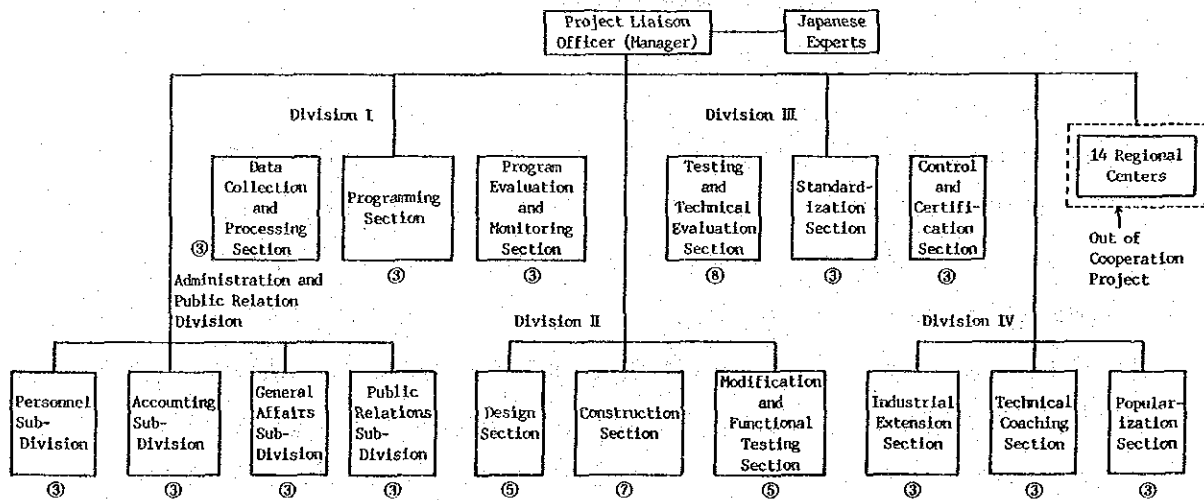 Project Liaison
Officer (Manager)
Japanese
Experts
Division I
Division III
Data
Collection
and
Processing
Section
③
Programming
Section
③
Program
Evaluation
and
Monitoring
Section
③
Testing
and
Technical
Evaluation
Section
⑧
Standard-
ization
Section
③
Control
and
Certifi-
cation
Section
③
14 Regional
Centers
Out of
Cooperation
Project
Administration and
Public Relation
Division
Division II
Division IV
Personnel
Sub-
Division
③
Accounting
Sub-
Division
③
General
Affairs
Sub-
Division
③
Public
Relations
Sub-
Division
③
Design
Section
⑤
Construction
Section
⑦
Modification
and
Functional
Testing
Section
⑤
Industrial
Extension
Section
③
Technical
Coaching
Section
③
Popular-
ization
Section
③